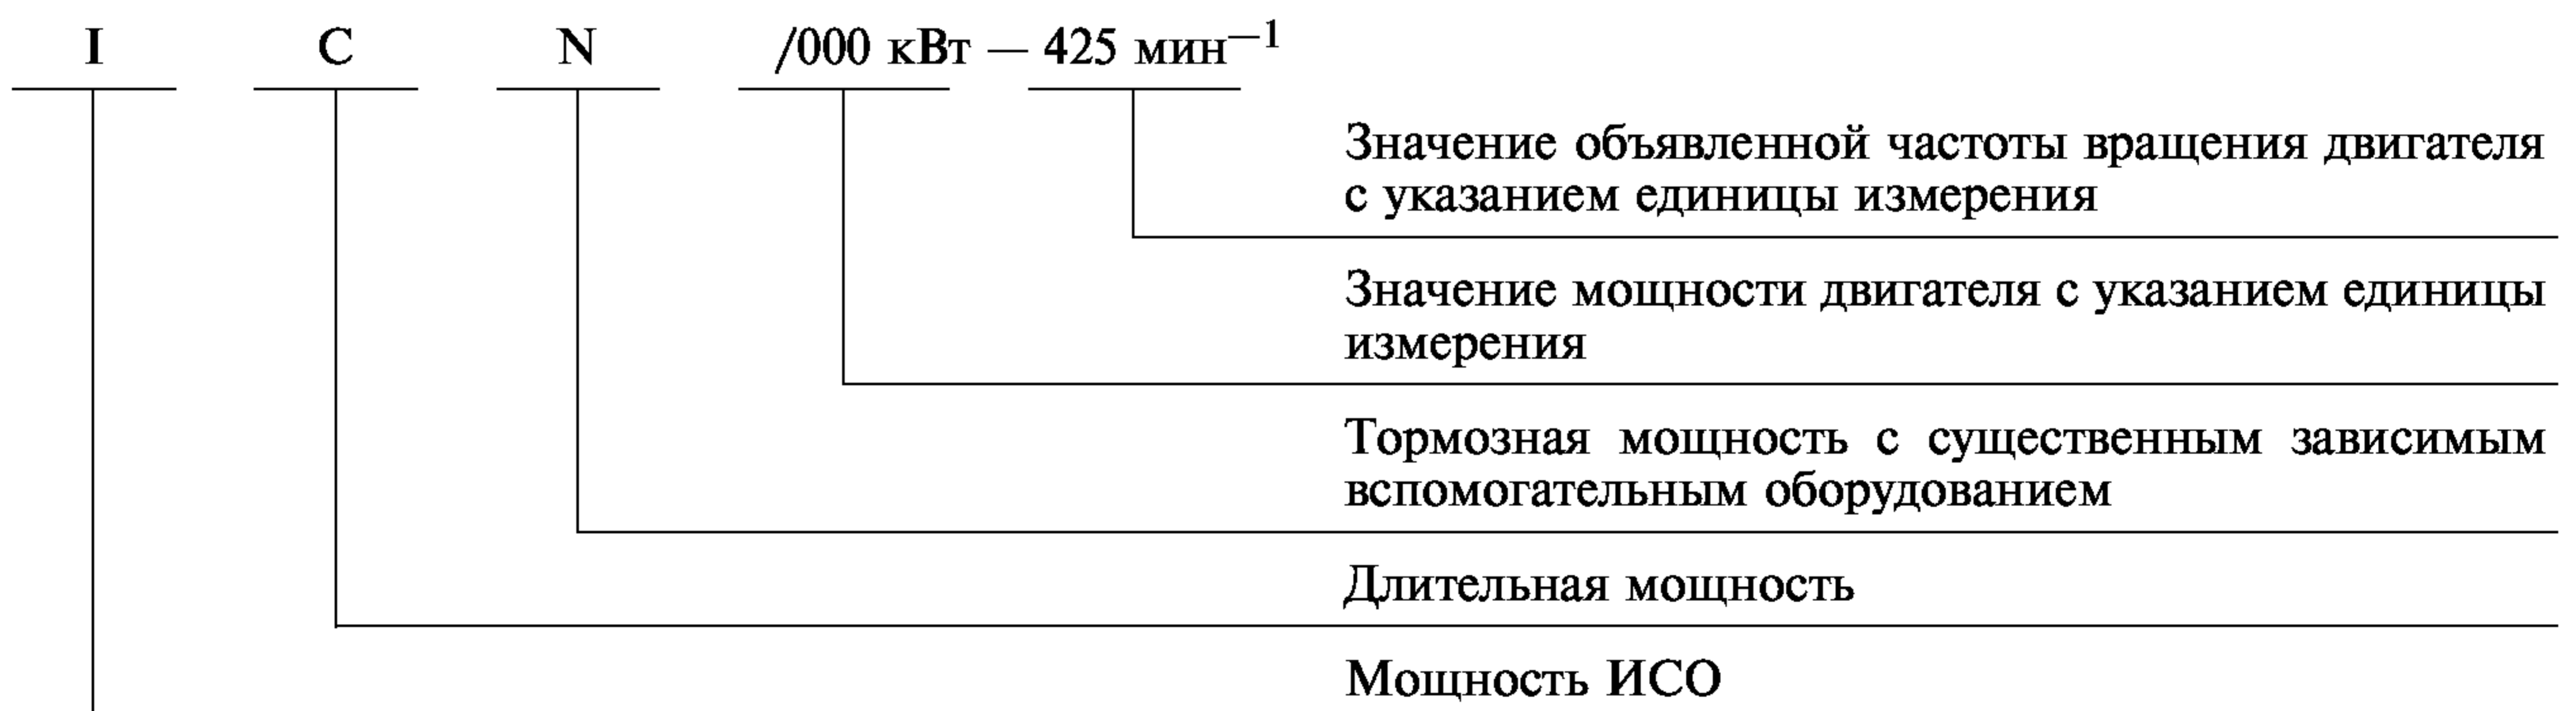 I C N /000 кВт — 425 мин⁻¹
Значение объявленной частоты вращения двигателя
с указанием единицы измерения
Значение мощности двигателя с указанием единицы
измерения
Тормозная мощность с существенным зависимым
вспомогательным оборудованием
Длительная мощность
Мощность ИСО